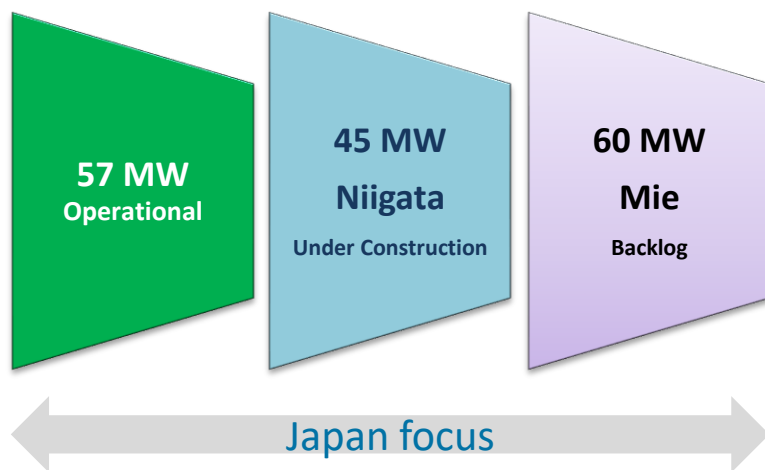 57 MW
Operational
45 MW
Niigata
Under Construction
60 MW
Mie
Backlog
Japan focus